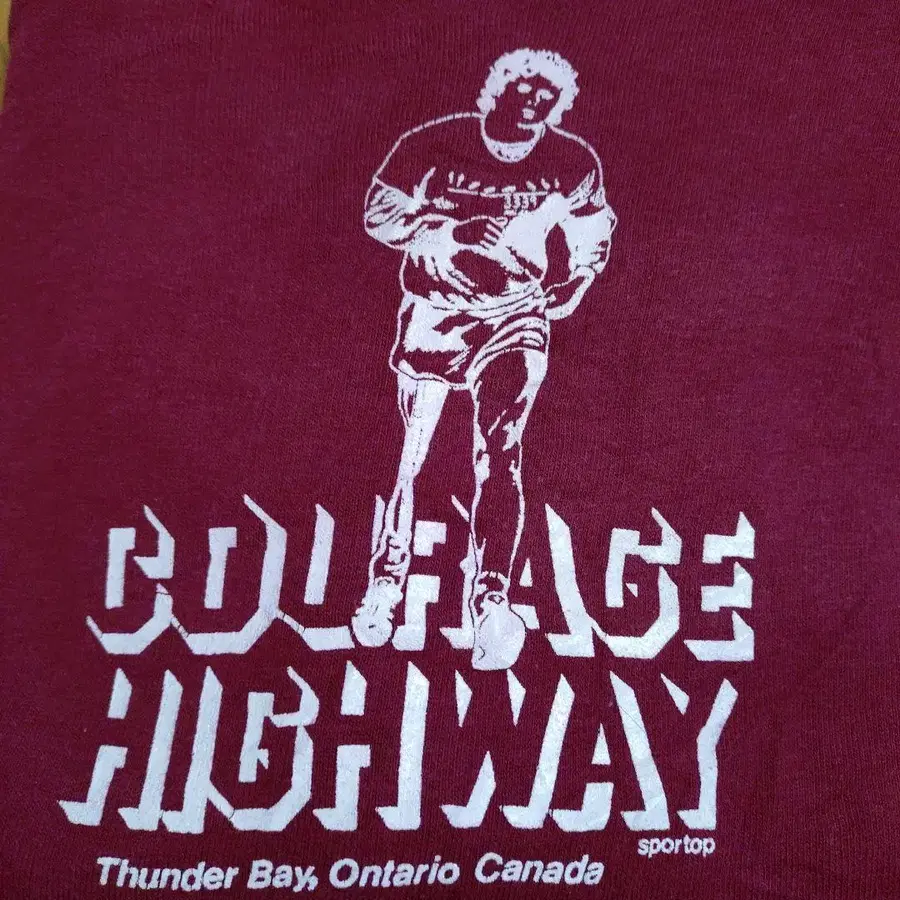 COURAGE
HIGHWAY
sportop
Thunder Bay, Ontario Canada